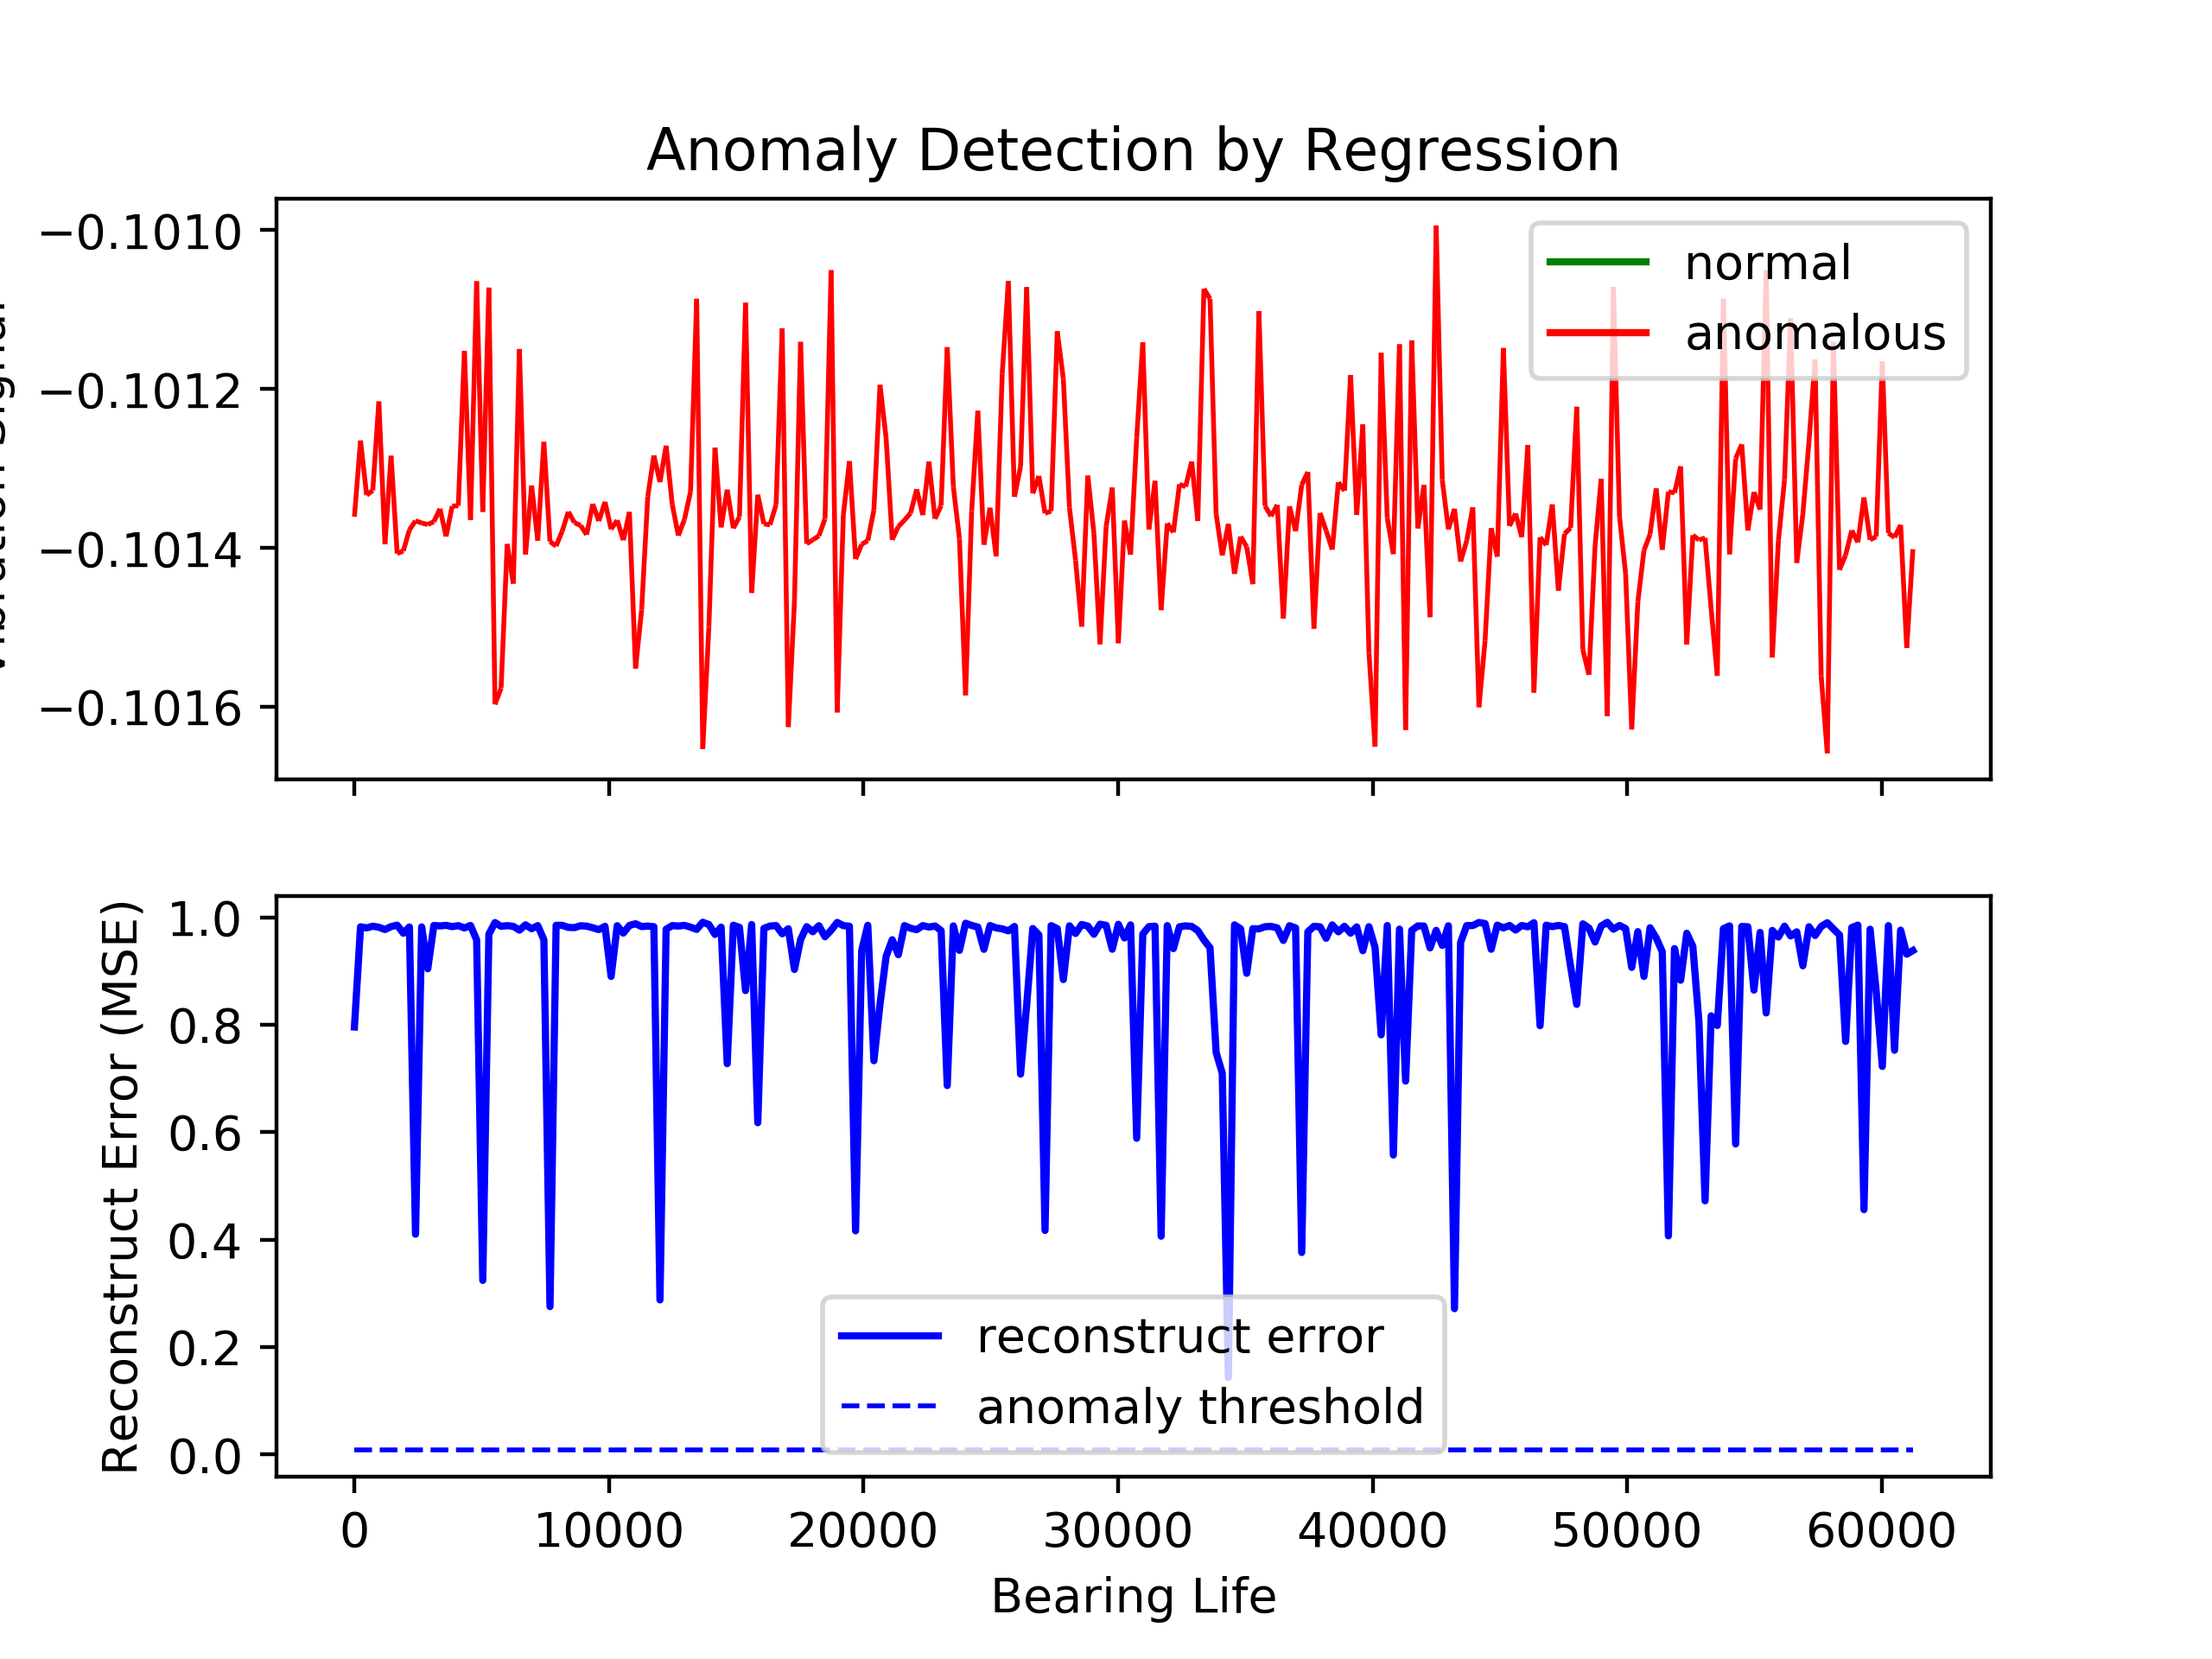 Anomaly Detection by Regression
−0.1010
−0.1012
−0.1014
−0.1016
normal
anomalous
Reconstruct Error (MSE)
1.0
0.8
0.6
0.4
0.2
0.0
reconstruct error
anomaly threshold
0 10000 20000 30000 40000 50000 60000
Bearing Life